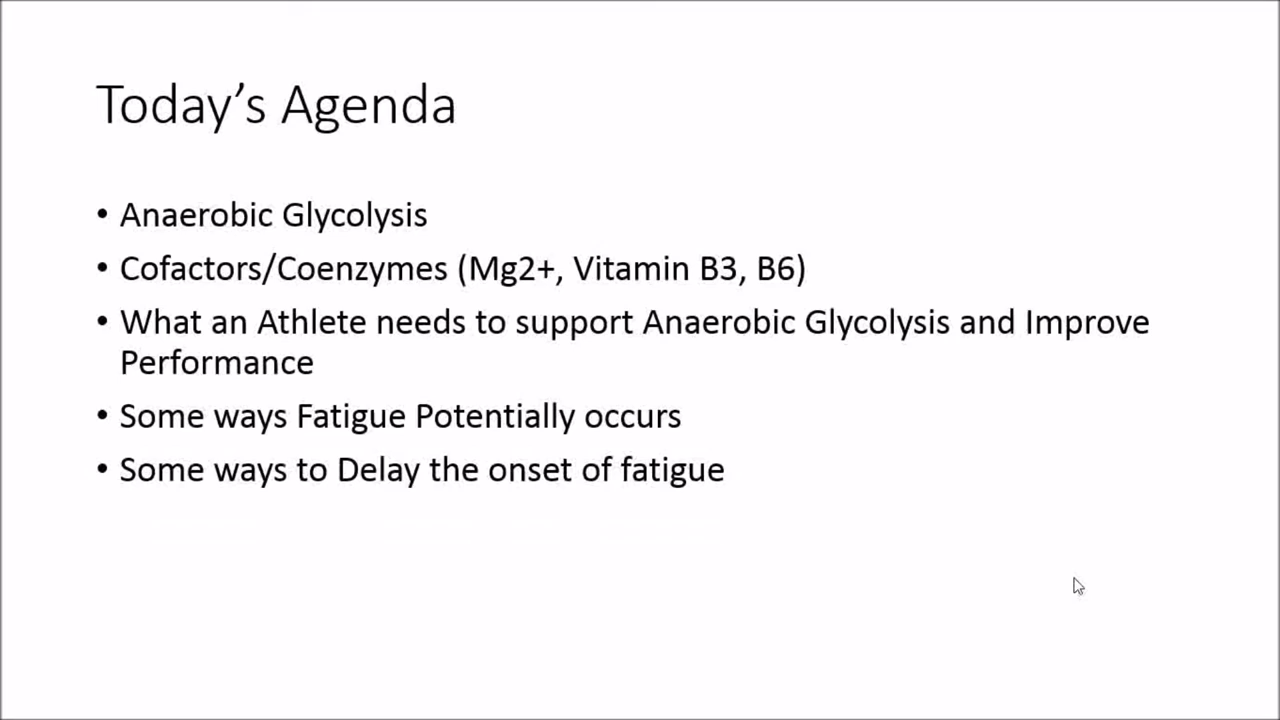 Today’s Agenda
• Anaerobic Glycolysis
• Cofactors/Coenzymes (Mg2+, Vitamin B3, B6)
• What an Athlete needs to support Anaerobic Glycolysis and Improve
Performance
• Some ways Fatigue Potentially occurs
• Some ways to Delay the onset of fatigue